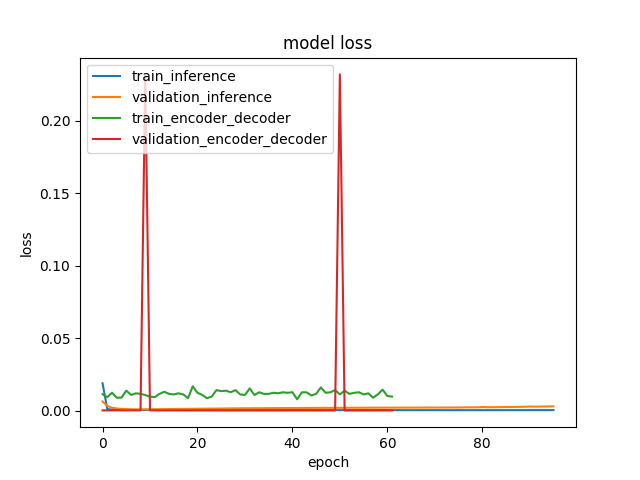 model loss
train_inference
validation_inference
train_encoder_decoder
validation_encoder_decoder
0.20
0.15
0.10
0.05
0.00
loss
0 20 40 60 80
epoch